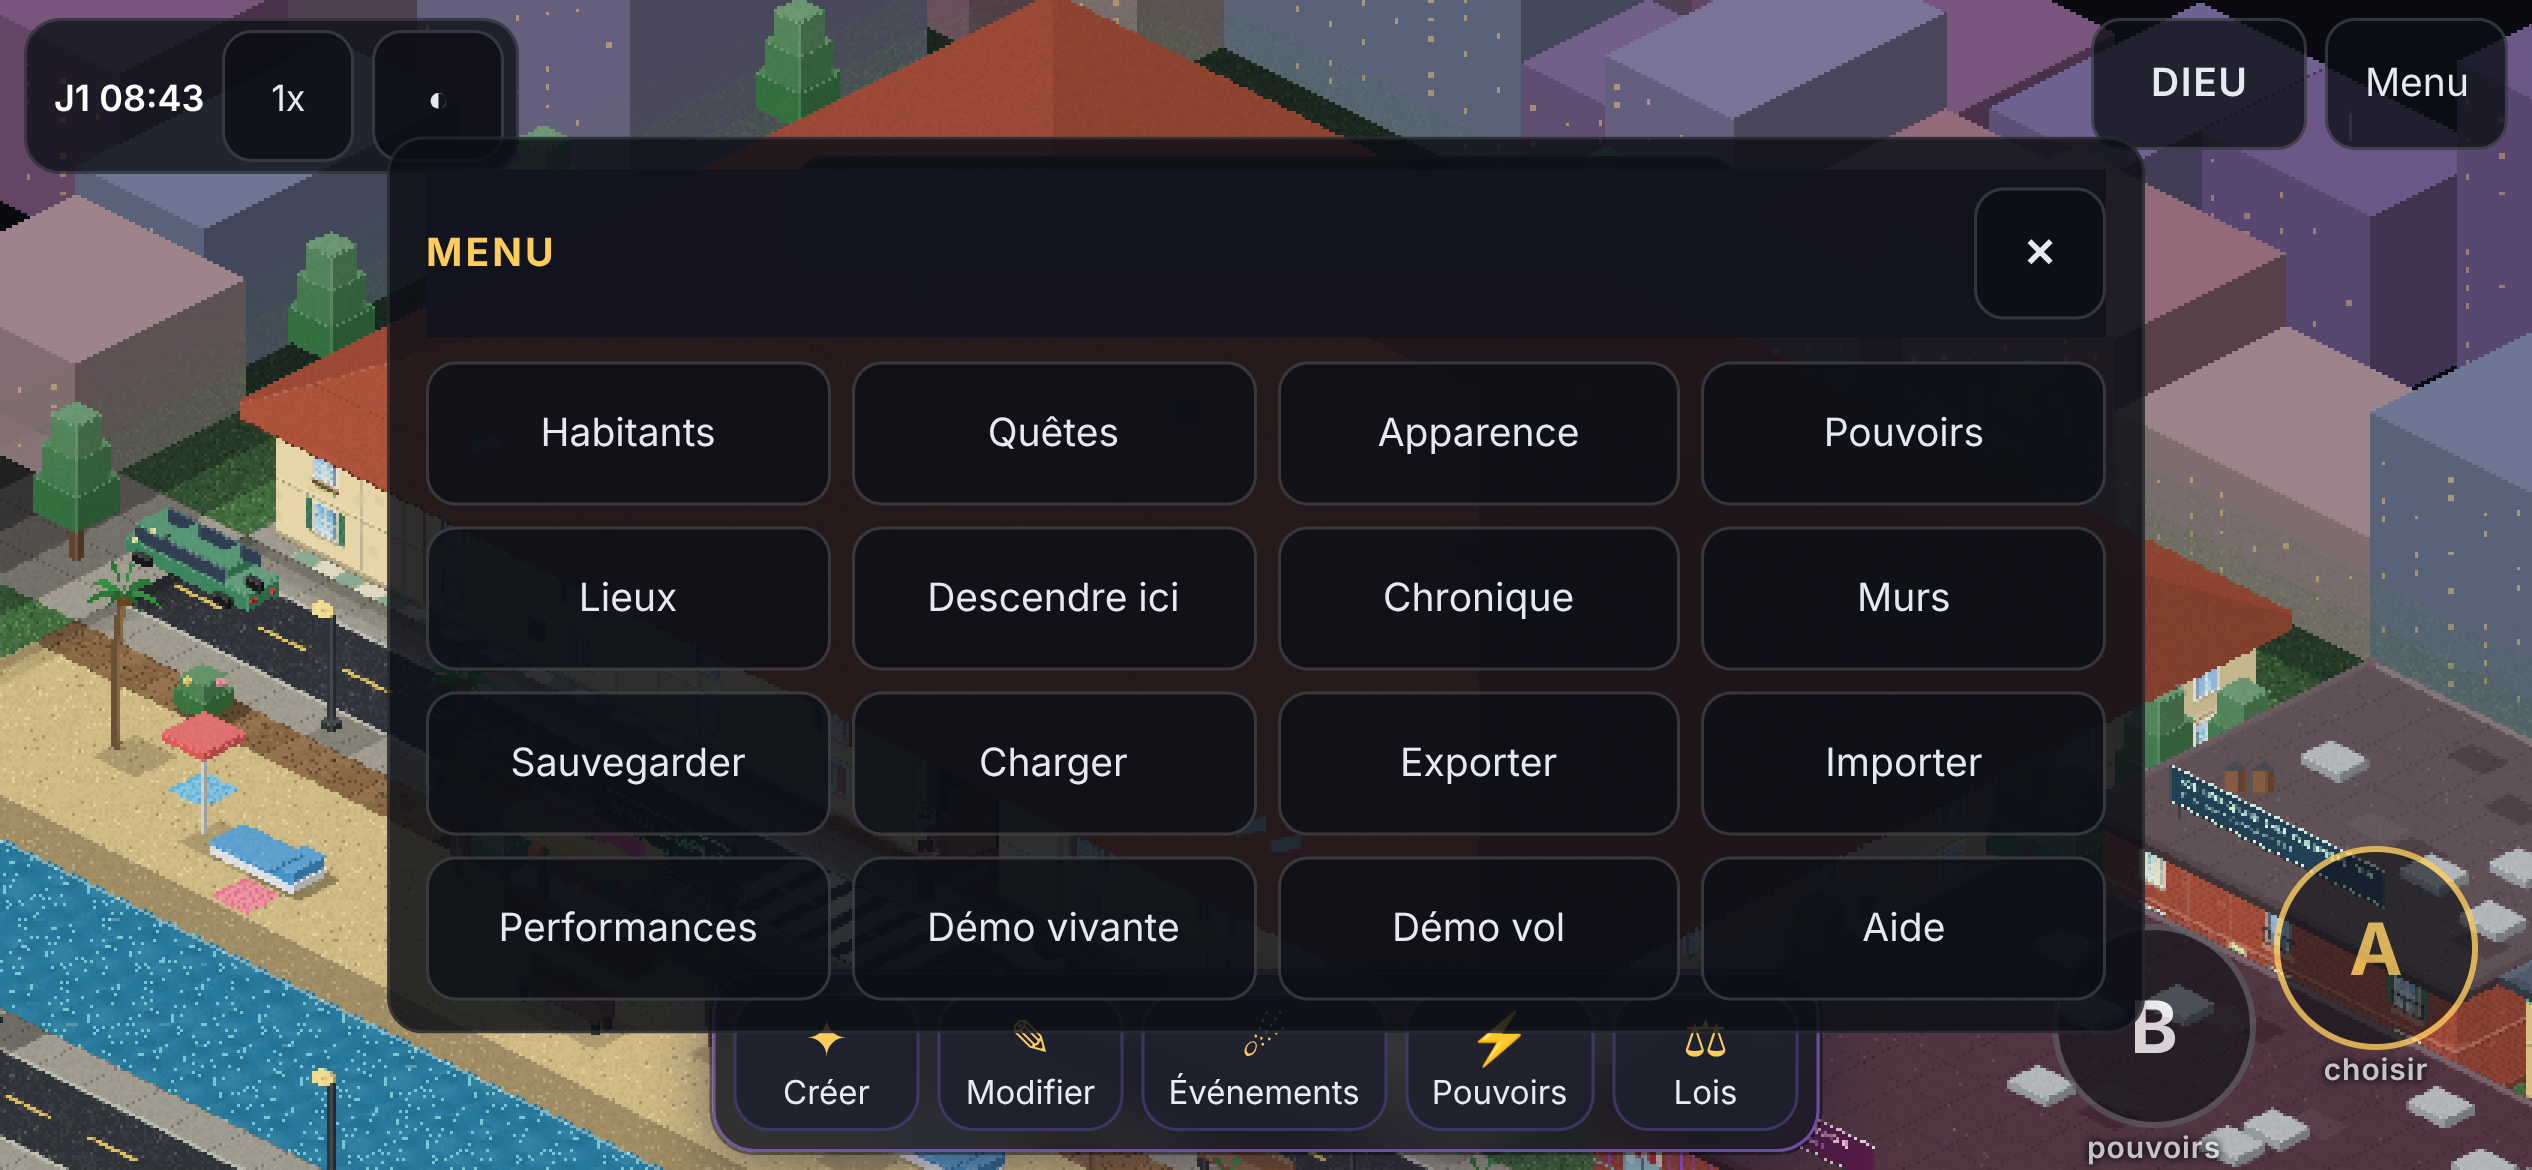 J1 08:43
1x
DIEU
Menu
MENU
×
Habitants
Quêtes
Apparence
Pouvoirs
Lieux
Descendre ici
Chronique
Murs
Sauvegarder
Charger
Exporter
Importer
Performances
Démo vivante
Démo vol
Aide
Créer
Modifier
Événements
Pouvoirs
Lois
A
choisir
B
pouvoirs